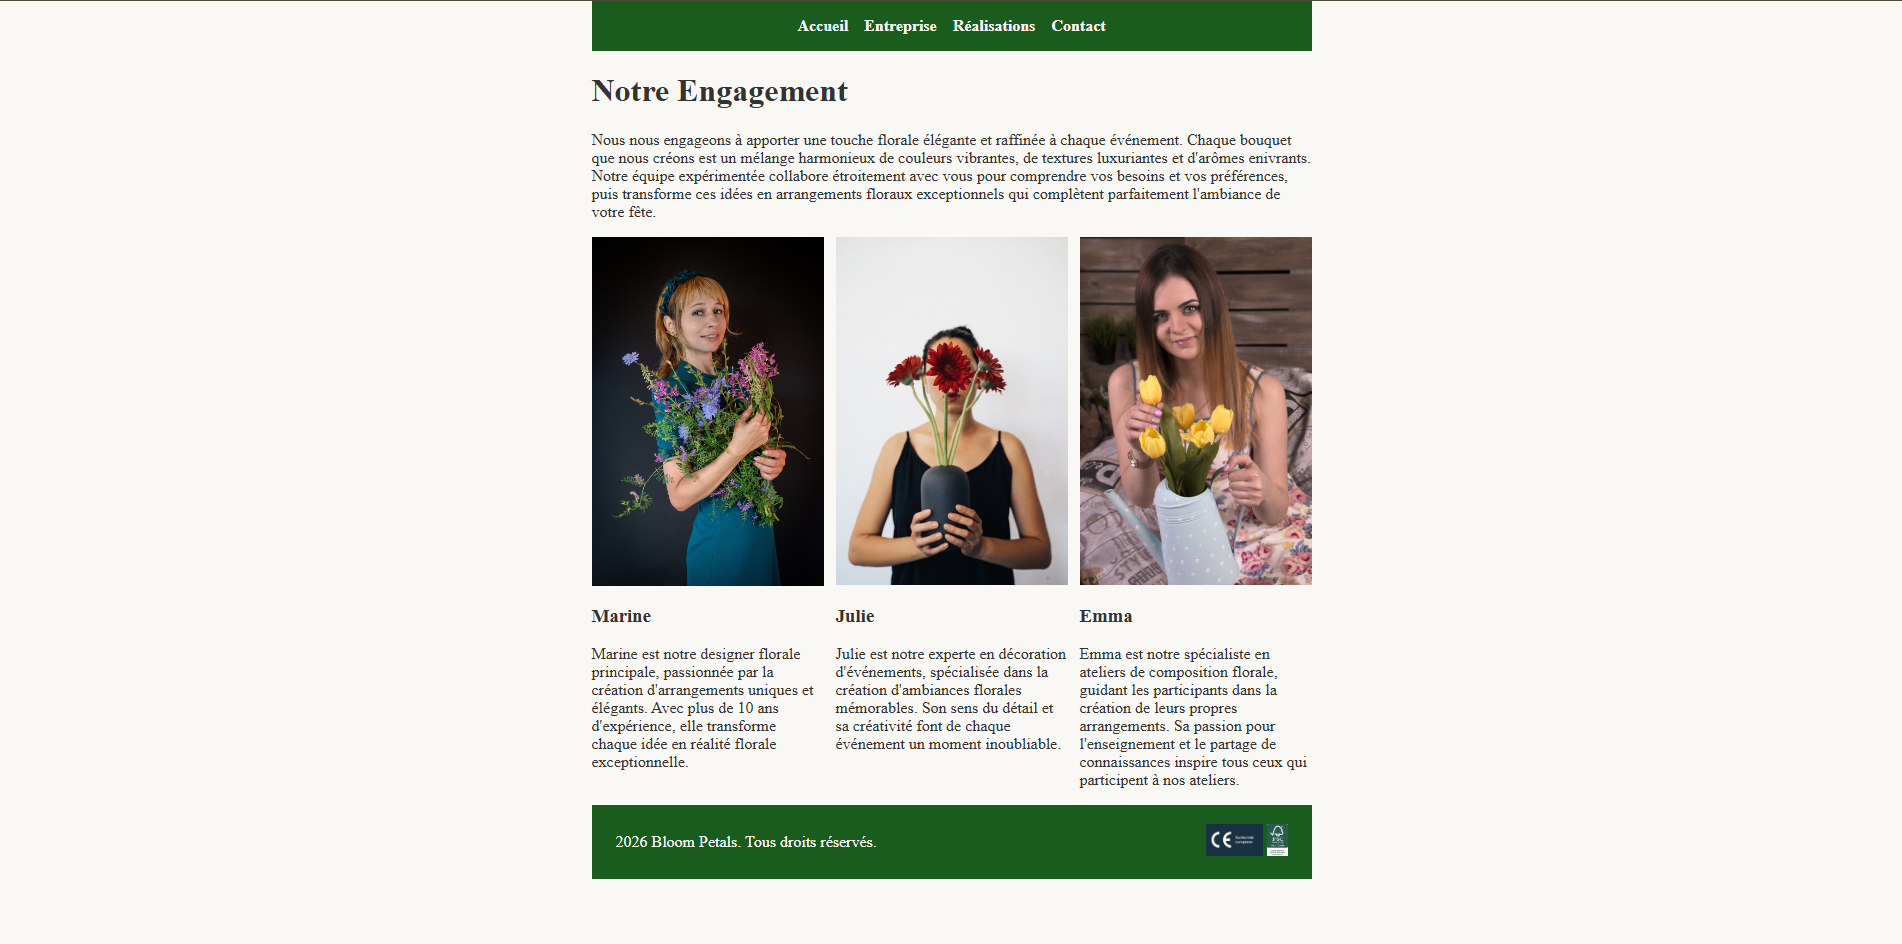 Accueil Entreprise Réalisations Contact
Notre Engagement
Nous nous engageons à apporter une touche florale élégante et raffinée à chaque événement. Chaque bouquet
que nous créons est un mélange harmonieux de couleurs vibrantes, de textures luxuriantes et d'arômes enivrants.
Notre équipe expérimentée collabore étroitement avec vous pour comprendre vos besoins et vos préférences,
puis transforme ces idées en arrangements floraux exceptionnels qui complètent parfaitement l'ambiance de
votre fête.
Marine
Marine est notre designer florale
principale, passionnée par la
création d'arrangements uniques et
élégants. Avec plus de 10 ans
d'expérience, elle transforme
chaque idée en réalité florale
exceptionnelle.
Julie
Julie est notre experte en décoration
d'événements, spécialisée dans la
création d'ambiances florales
mémorables. Son sens du détail et
sa créativité font de chaque
événement un moment inoubliable.
Emma
Emma est notre spécialiste en
ateliers de composition florale,
guidant les participants dans la
création de leurs propres
arrangements. Sa passion pour
l'enseignement et le partage de
connaissances inspire tous ceux qui
participent à nos ateliers.
2026 Bloom Petals. Tous droits réservés.
CE
FSC